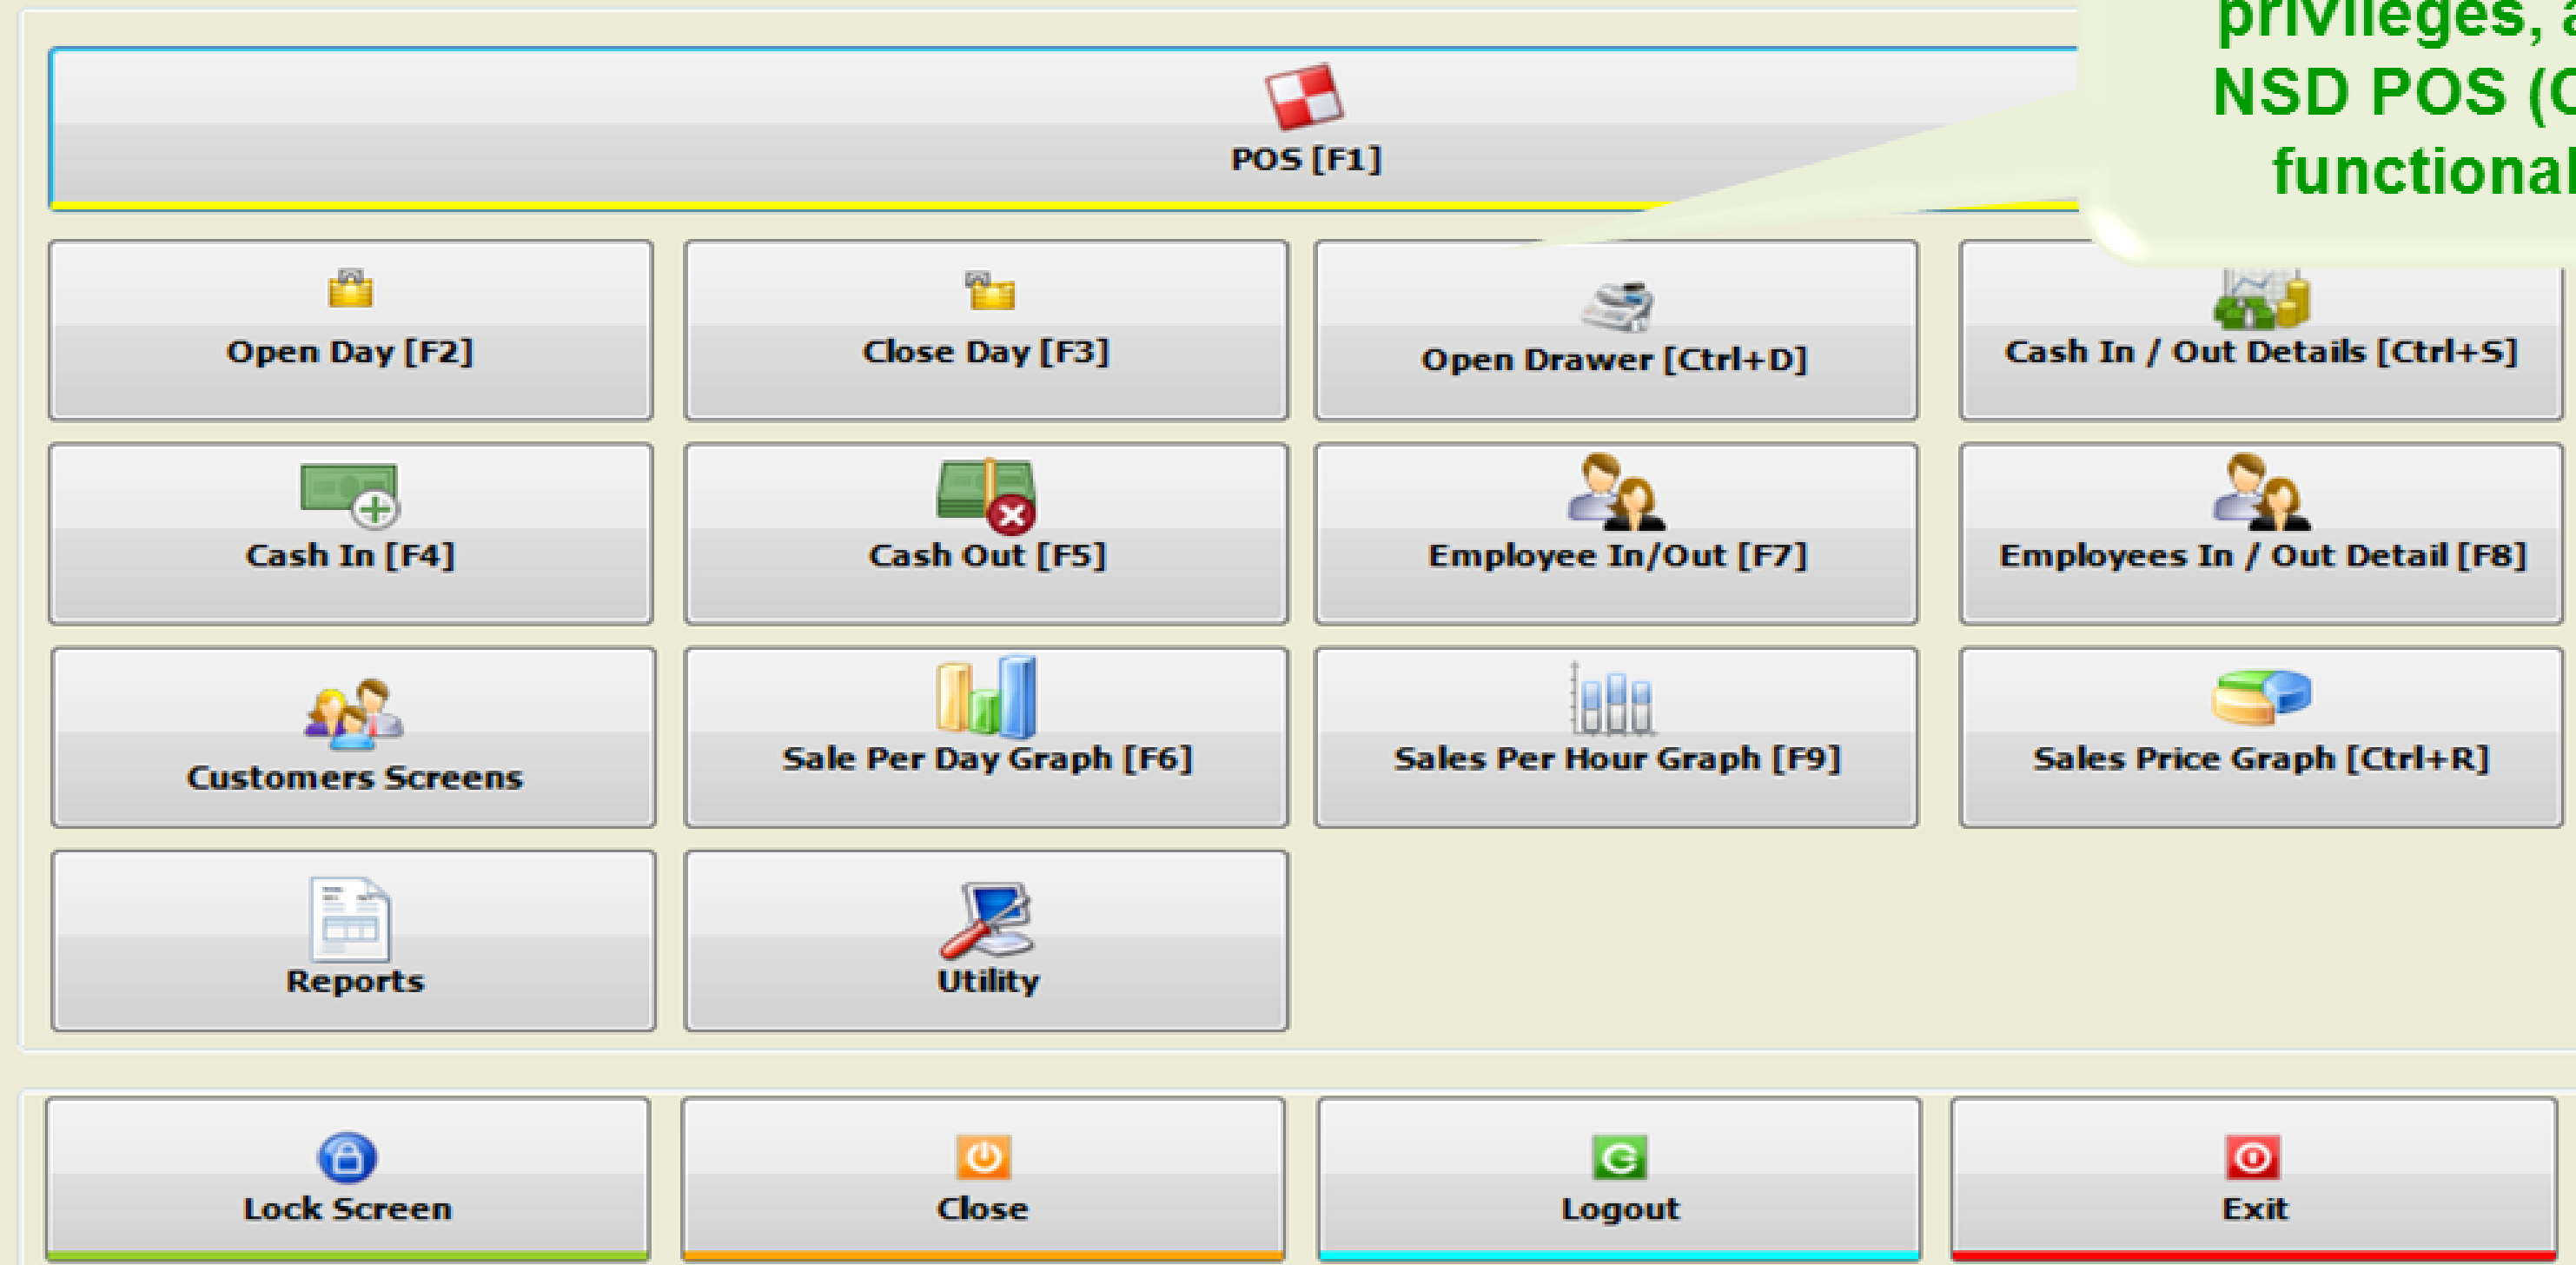 privileges,
NSD POS
POS [F1]
Open Day [F2]
Close Day [F3]
Open Drawer [Ctrl+D]
Cash In / Out Details [Ctrl+S]
Cash In [F4]
Cash Out [F5]
Employee In/Out [F7]
Employees In / Out Detail [F8]
Customers Screens
Sale Per Day Graph [F6]
Sales Per Hour Graph [F9]
Sales Price Graph [Ctrl+R]
Reports
Utility
Lock Screen
Close
Logout
Exit